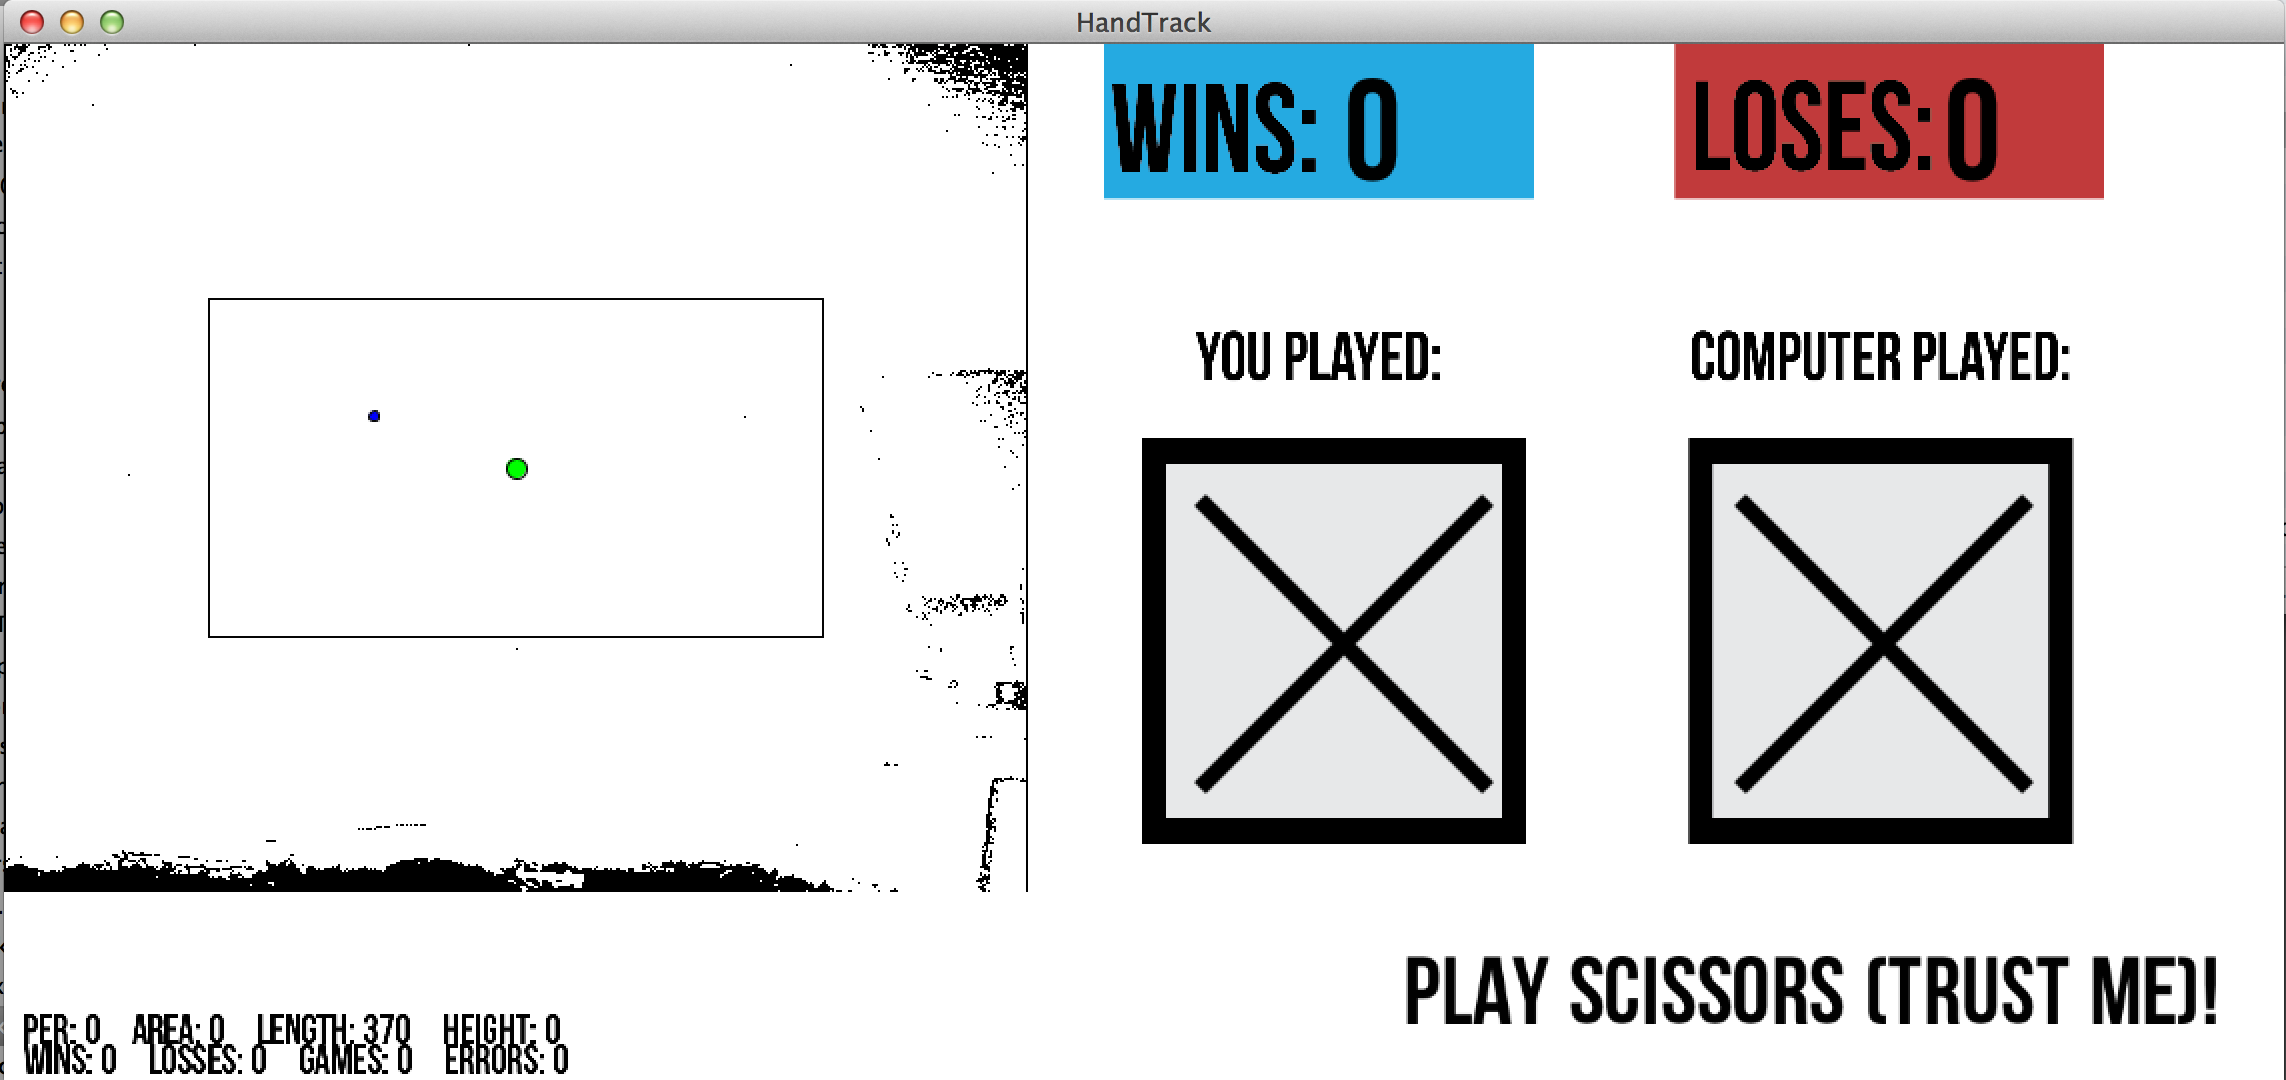 HandTrack
WINS: 0
LOSES: 0
YOU PLAYED:
COMPUTER PLAYED:
PLAY SCISSORS (TRUST ME)!
PER: 0 AREA: 0 LENGTH: 370 HEIGHT: 0
WINS: 0 LOSSES: 0 GAMES: 0 ERRORS: 0